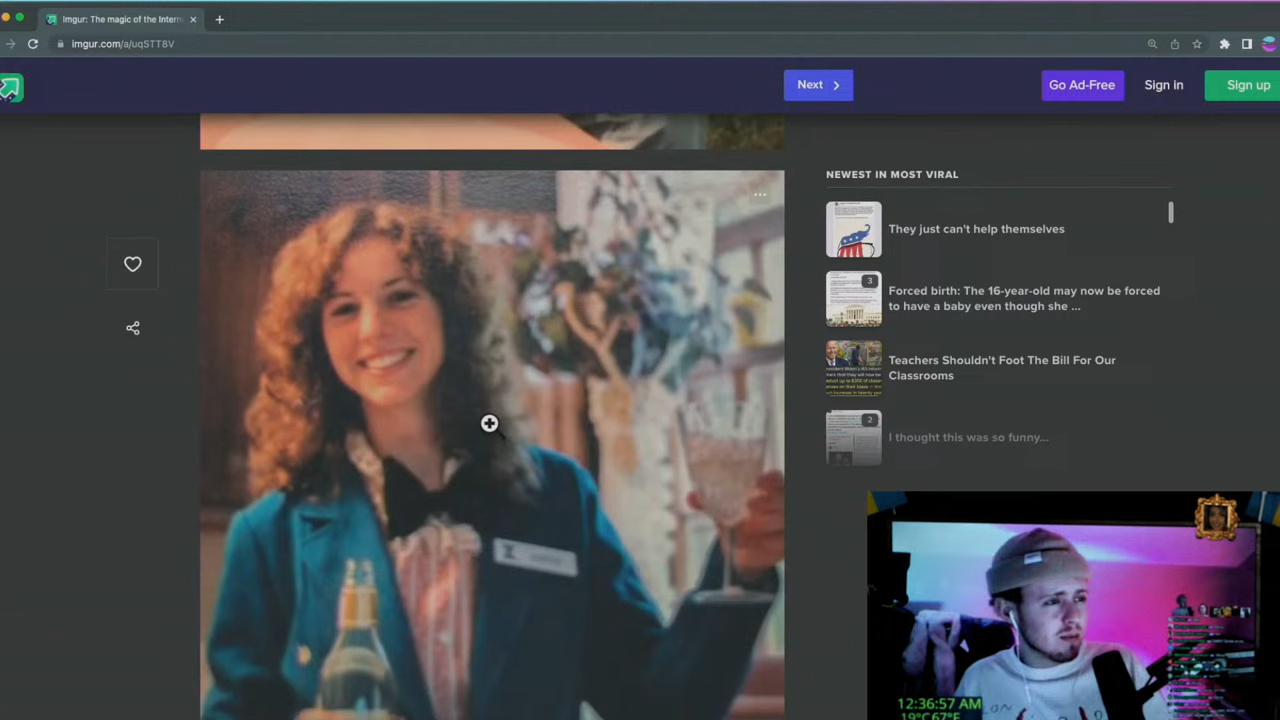 Imgur: The magic of the Intern
imgur.com/a/uqSTT8V
Next
Go Ad-Free
Sign in
Sign up
NEWEST IN MOST VIRAL
They just can't help themselves
3
Forced birth: The 16-year-old may now be forced
to have a baby even though she ...
Teachers Shouldn't Foot The Bill For Our
Classrooms
2
I thought this was so funny...
12:36:57 AM
19°C67°F